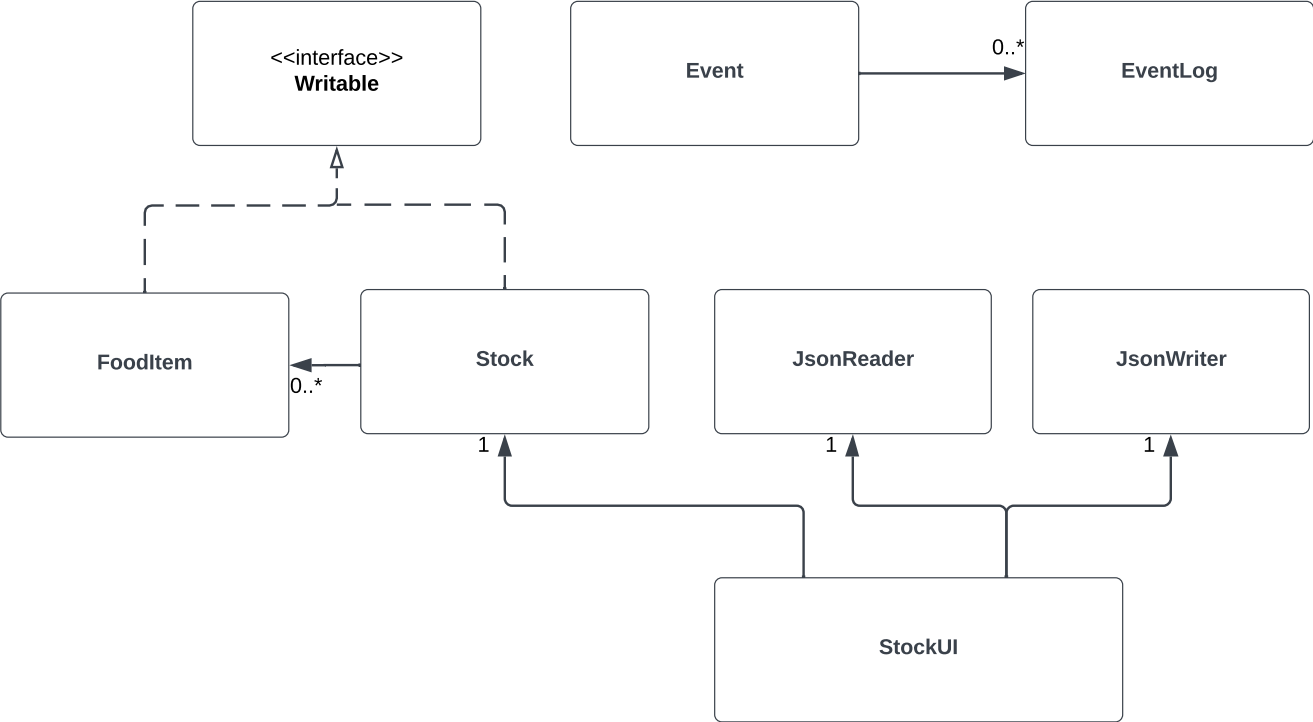 <<interface>>
Writable
Event
0..*
EventLog
FoodItem
0..*
Stock
JsonReader
JsonWriter
1
1
1
StockUI